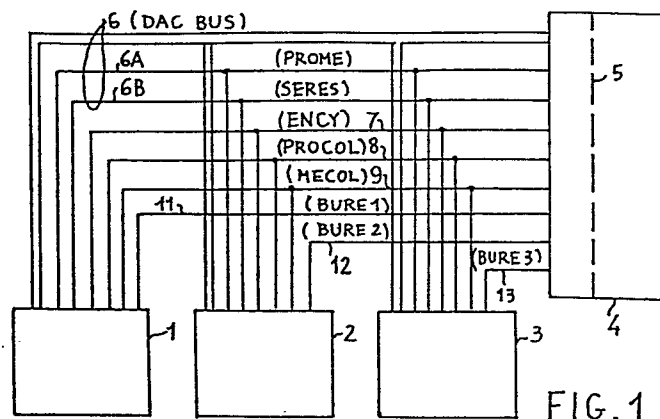 6 (DAC BUS)
6A (PROME)
5
6B (SERES)
(ENCY) 7
(PROCOL) 8
(MECOL) 9
11 (BURE 1)
(BURE 2)
12 (BURE 3)
13
1 2 3 4
FIG. 1